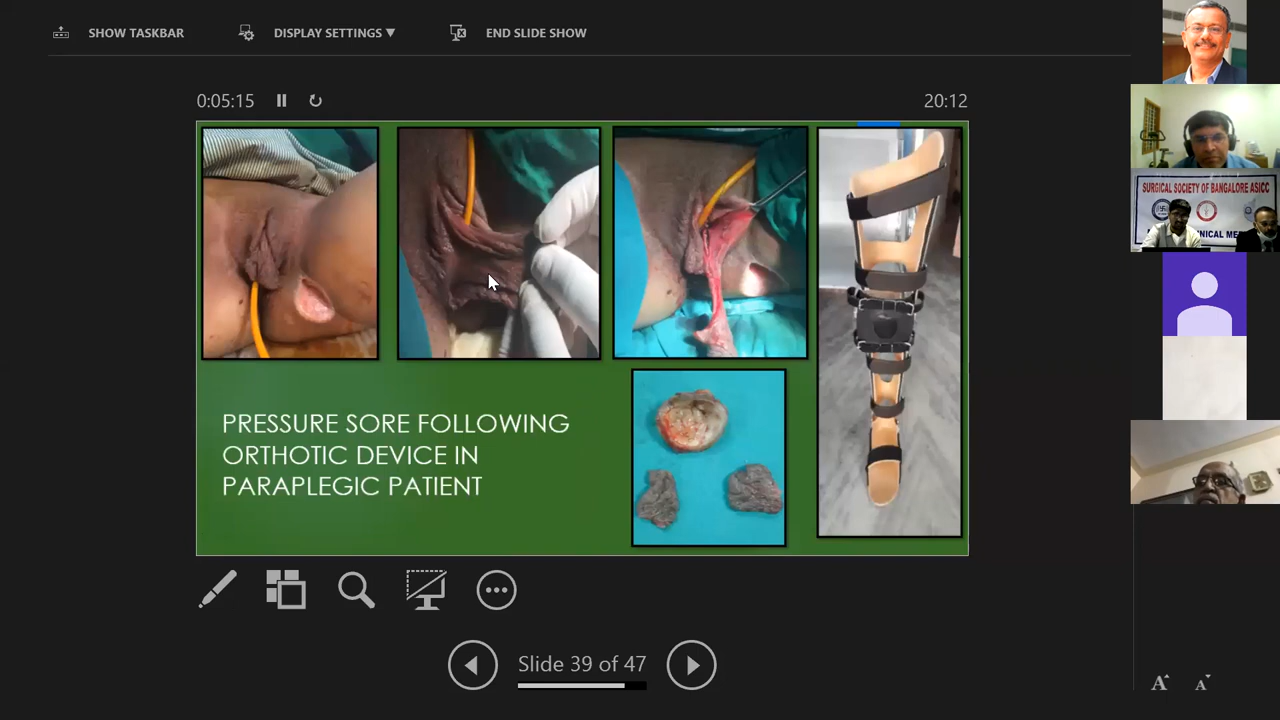 SHOW TASKBAR
DISPLAY SETTINGS ▼
END SLIDE SHOW
0:05:15
20:12
SURGICAL SOCIETY OF BANGALORE ASICC
PRESSURE SORE FOLLOWING
ORTHOTIC DEVICE IN
PARAPLEGIC PATIENT
Slide 39 of 47
A
A